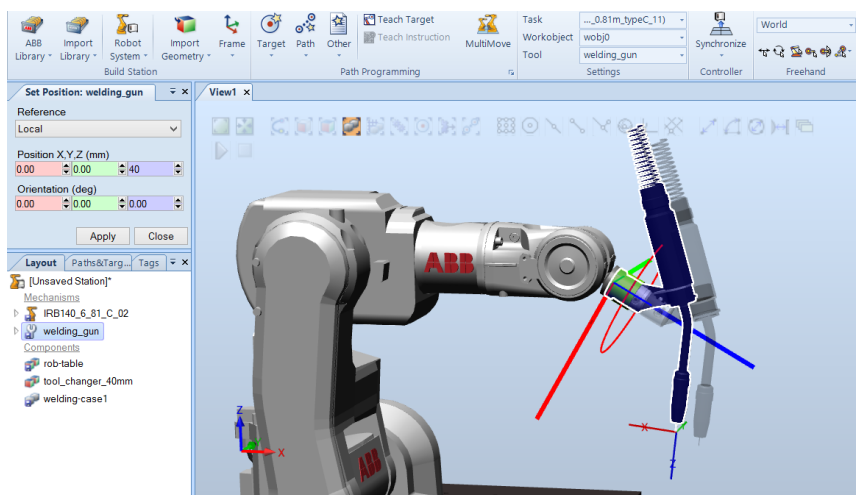 ABB Library
Import Library
Robot System
Import Geometry
Frame
Target
Path
Other
Teach Target
Teach Instruction
MultiMove
Task ..._0.81m_typeC_11)
Workobject wobj0
Tool welding_gun
Synchronize
World
Build Station
Path Programming
Settings
Controller
Freehand
Set Position: welding_gun
View1
Reference
Local
Position X,Y,Z (mm)
0.00 0.00 40
Orientation (deg)
0.00 0.00 0.00
Apply Close
Layout Paths&Targ... Tags
[Unsaved Station]*
Mechanisms
IRB140_6_81_C_02
welding_gun
Components
rob-table
tool_changer_40mm
welding-case1
ABB
ABB
Z
X
X
Z